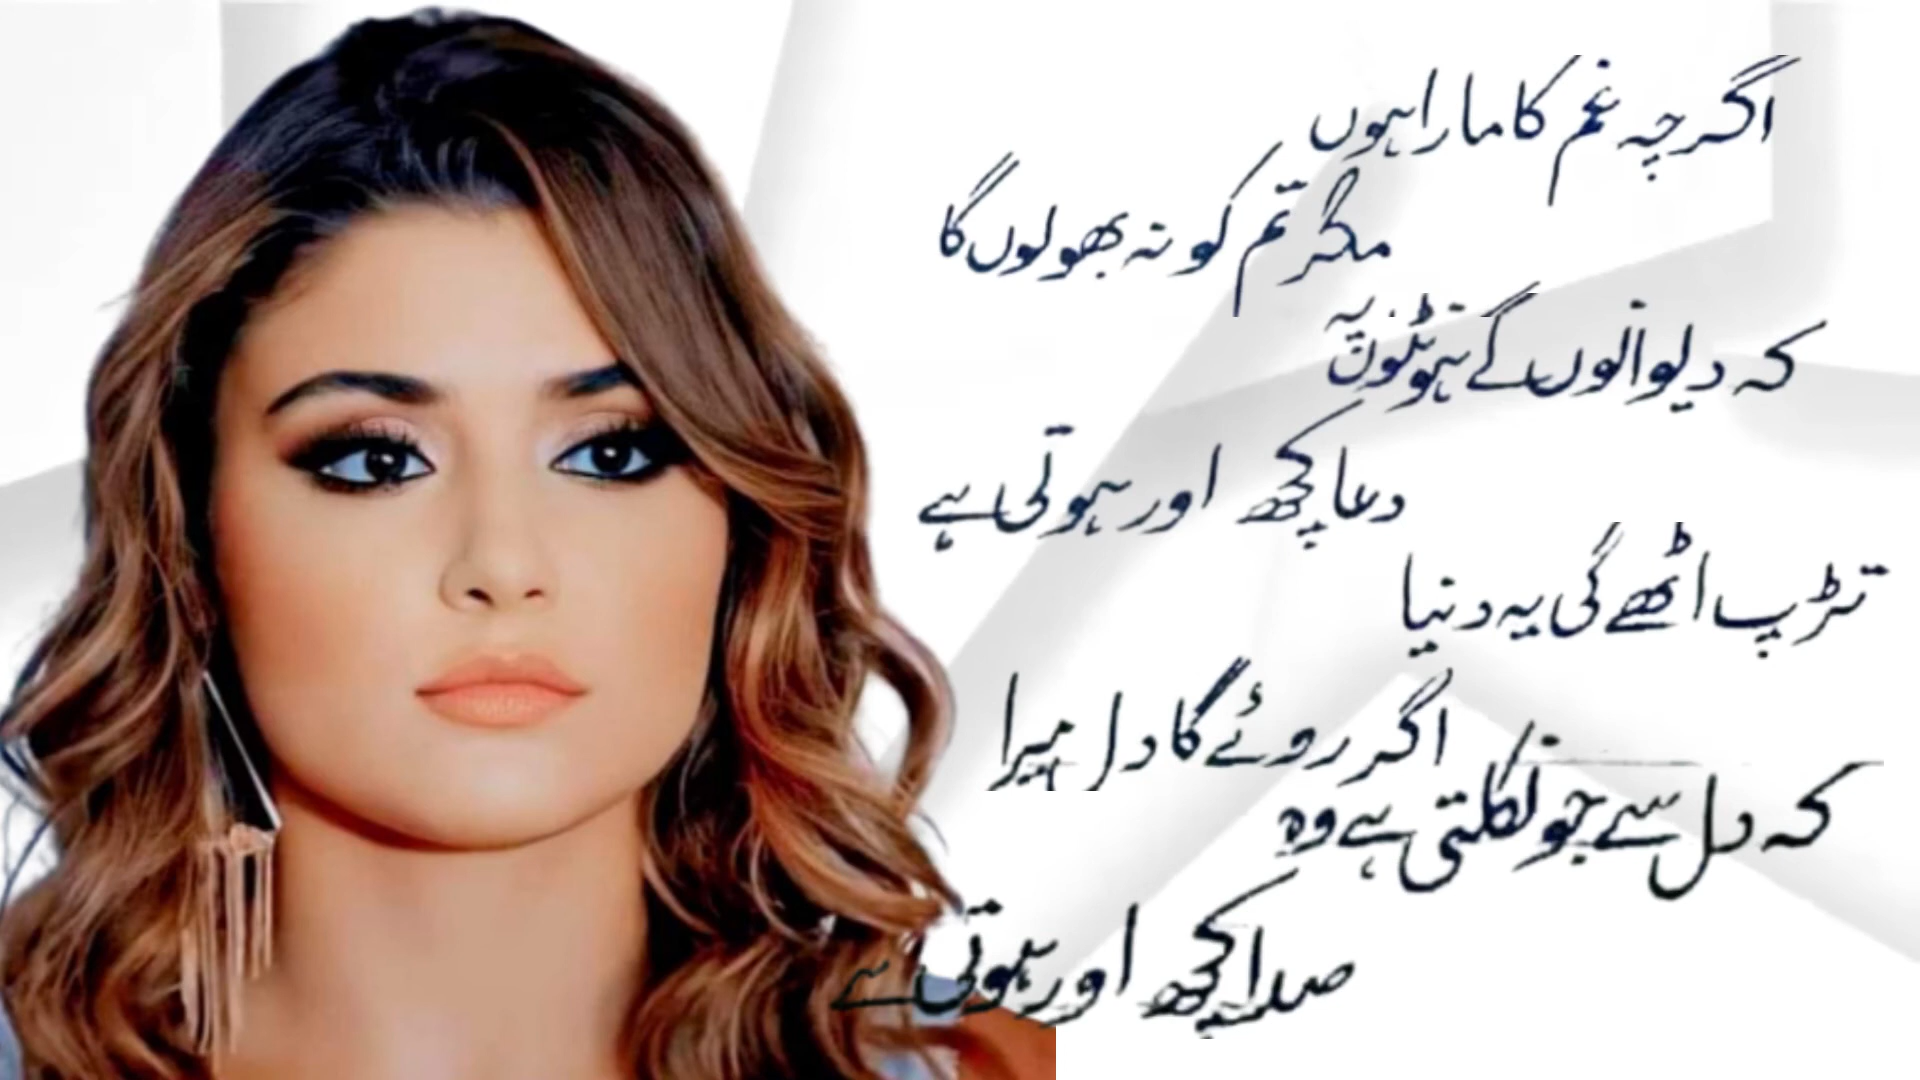 اگرچہ غم کا مارا ہوں
مگر تم کو نہ بھولوں گا
کہ دیوانوں کے ہونٹوں پہ
دعا کچھ اور ہوتی ہے
تڑپ اٹھے گی یہ دنیا
اگر روئے گا دل میرا
کہ دل سے جو نکلتی ہے وہ
صدا کچھ اور ہوتی ہے